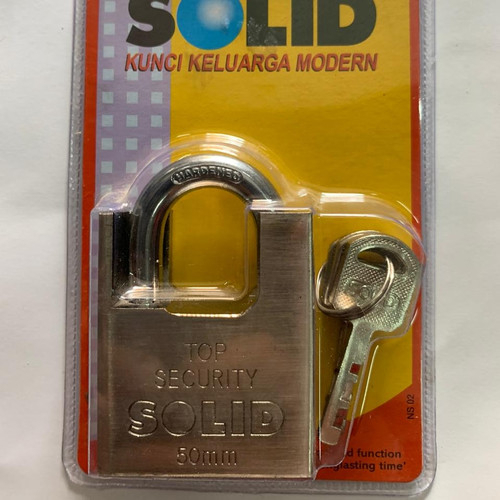 SOLID
KUNCI KELUARGA MODERN
HARDENED
TOP
SECURITY
SOLID
50mm
NS 02
function
lasting time'